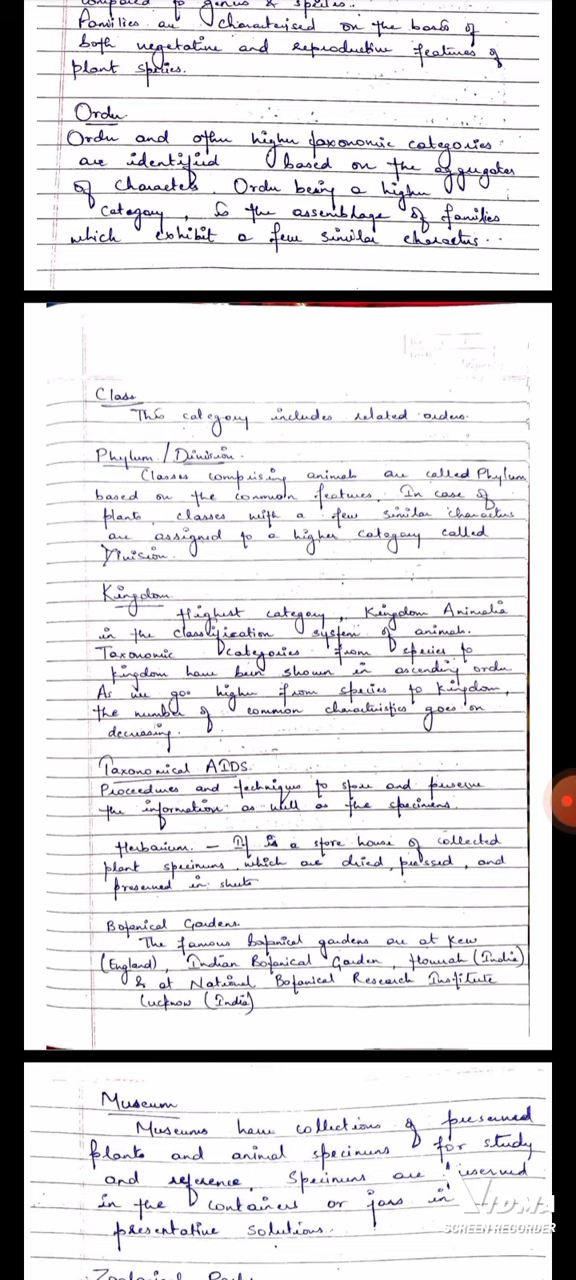 compared to genus & species.
Families are characterised on the basis of
both vegetative and reproductive features of
plant species.
Order
Order and other higher taxonomic categories
are identified based on the aggregates
of characters. Order being a higher
category, is the assemblage of families
which exhibit a few similar characters.
Class
This category includes related orders.
Phylum / Division.
Classes comprising animals are called Phylum
based on the common features. In case of
plants, classes with a few similar characters
are assigned to a higher category called
Division.
Kingdom
Highest category, Kingdom Animalia
in the classification system of animals.
Taxonomic categories from species to
kingdom have been shown in ascending order
As we go higher from species to kingdom,
the number of common characteristics goes on
decreasing.
Taxonomical AIDS.
Proceedures and techniques to store and preserve
the information as well as the specimens.
Herbarium. - It is a store house of collected
plant specimens which are dried, pressed, and
preserved in sheets
Botanical Gardens.
The famous botanical gardens are at Kew
(England), Indian Botanical Garden, Howrah (India)
& at National Botanical Research Institute
Lucknow (India)
Museum
Museums have collections of preserved
plants and animal specimens for study
and reference. Specimens are
in the containers or jars in
presentative solutions.
VIDMA
SCREEN RECORDER
Zoological Parks